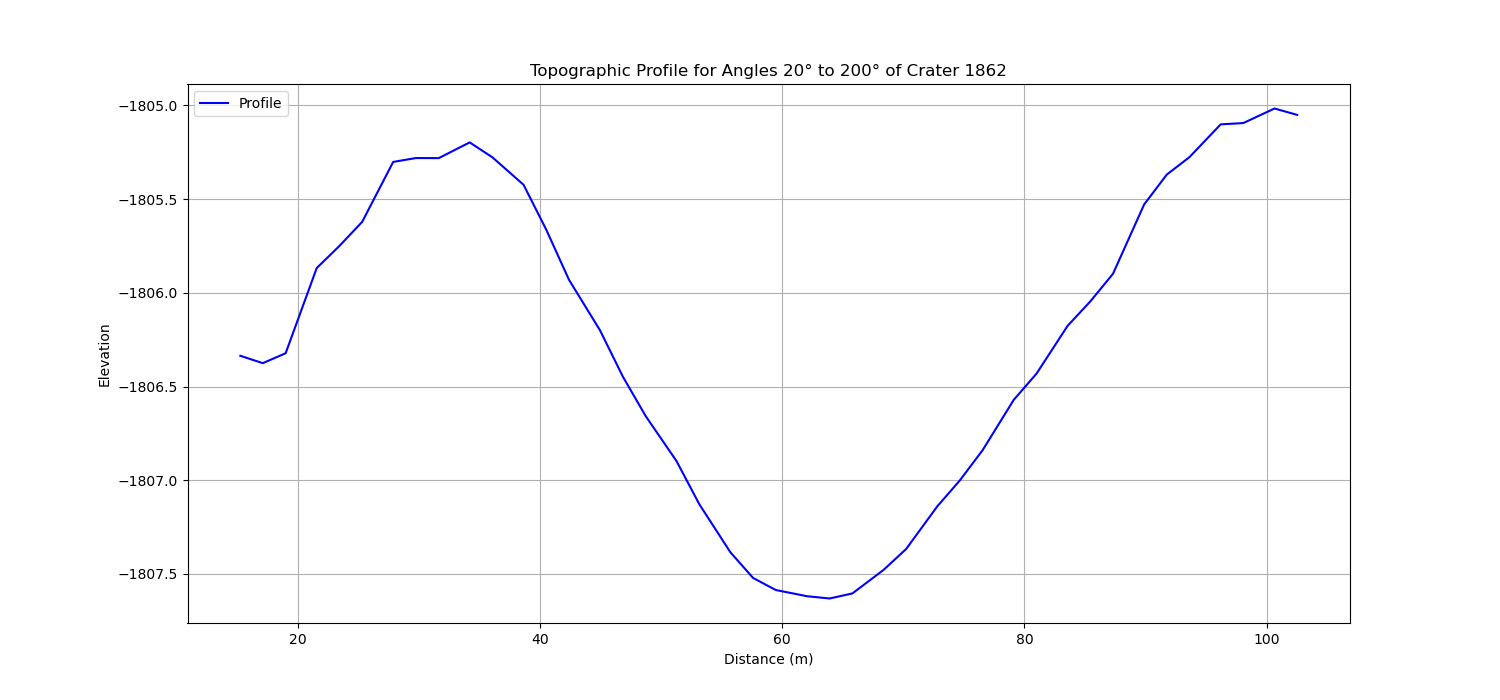 Topographic Profile for Angles 20° to 200° of Crater 1862
Profile
−1805.0
−1805.5
−1806.0
−1806.5
−1807.0
−1807.5
Elevation
20 40 60 80 100
Distance (m)